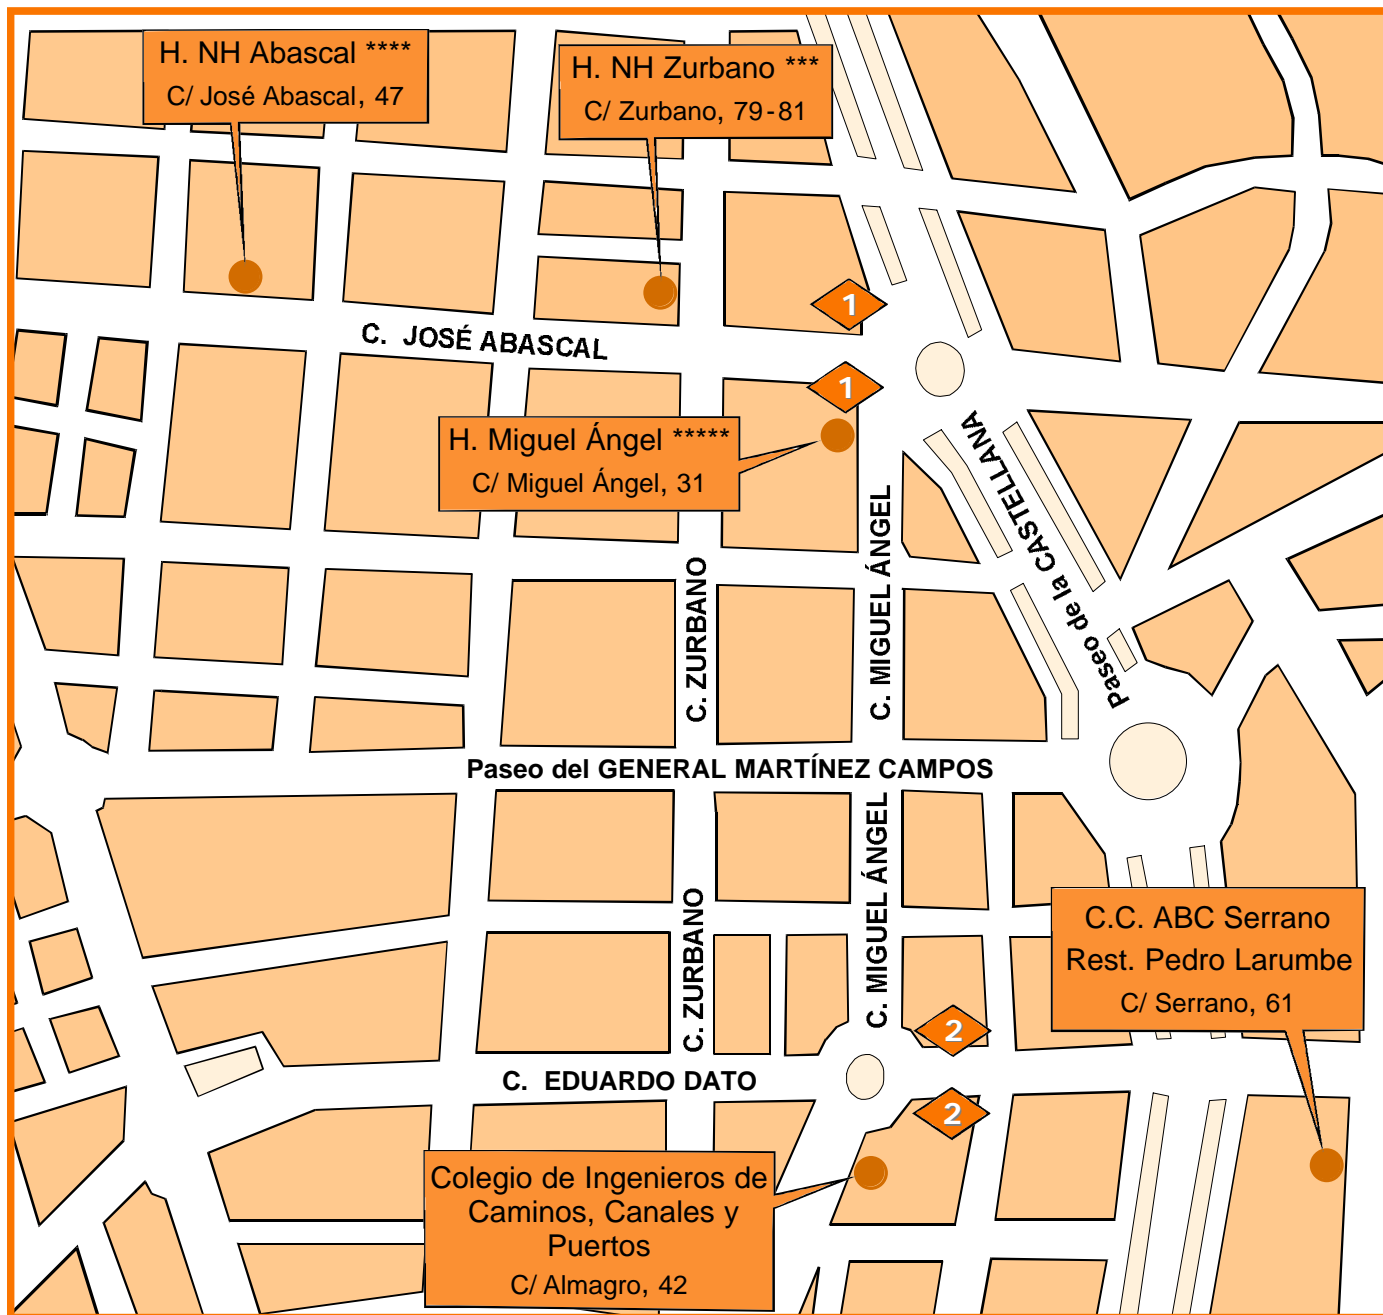 H. NH Abascal ****
C/ José Abascal, 47
H. NH Zurbano ***
C/ Zurbano, 79-81
1
C. JOSÉ ABASCAL
1
H. Miguel Ángel *****
C/ Miguel Ángel, 31
Paseo de la CASTELLANA
C. ZURBANO
C. MIGUEL ÁNGEL
Paseo del GENERAL MARTÍNEZ CAMPOS
C. ZURBANO
C. MIGUEL ÁNGEL
C.C. ABC Serrano
Rest. Pedro Larumbe
C/ Serrano, 61
2
C. EDUARDO DATO
2
Colegio de Ingenieros de
Caminos, Canales y
Puertos
C/ Almagro, 42